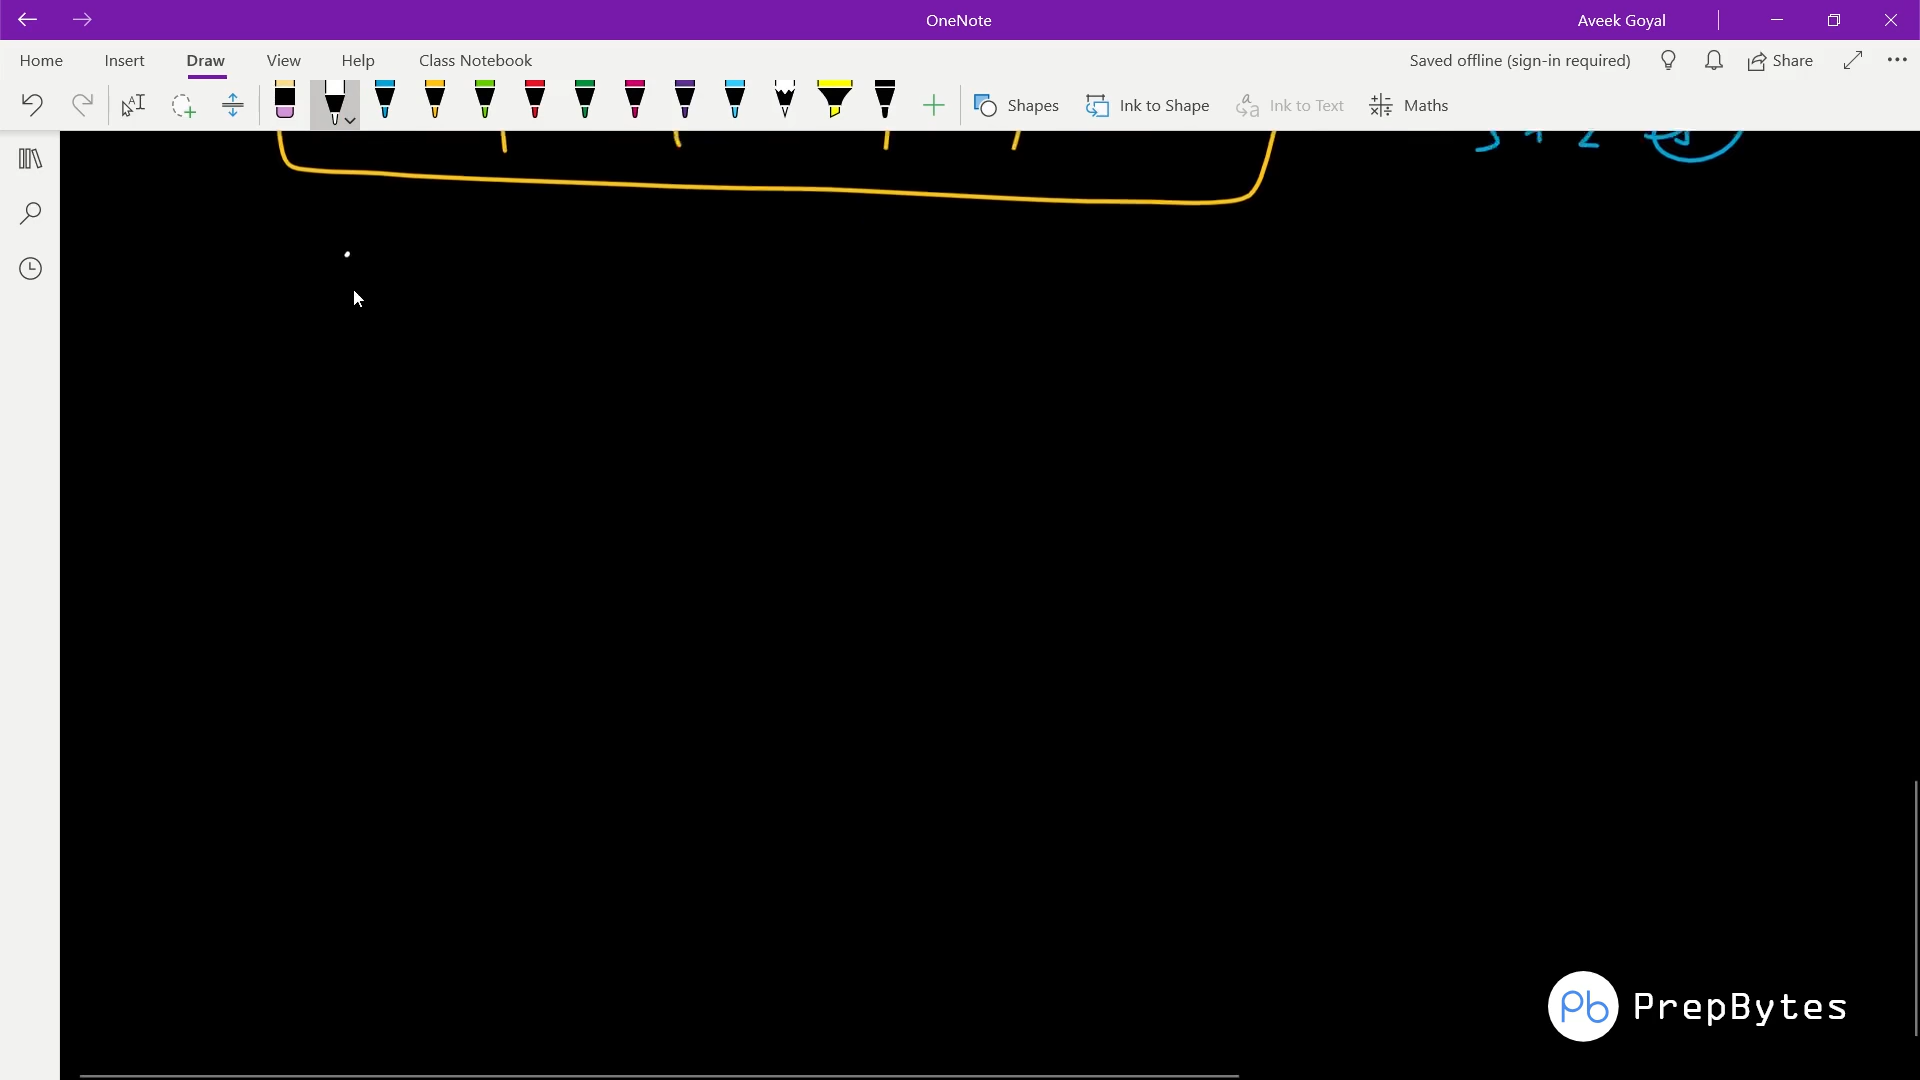 OneNote
Aveek Goyal
Home Insert Draw View Help Class Notebook
Saved offline (sign-in required) Share
Shapes Ink to Shape Ink to Text Maths
Pb PrepBytes